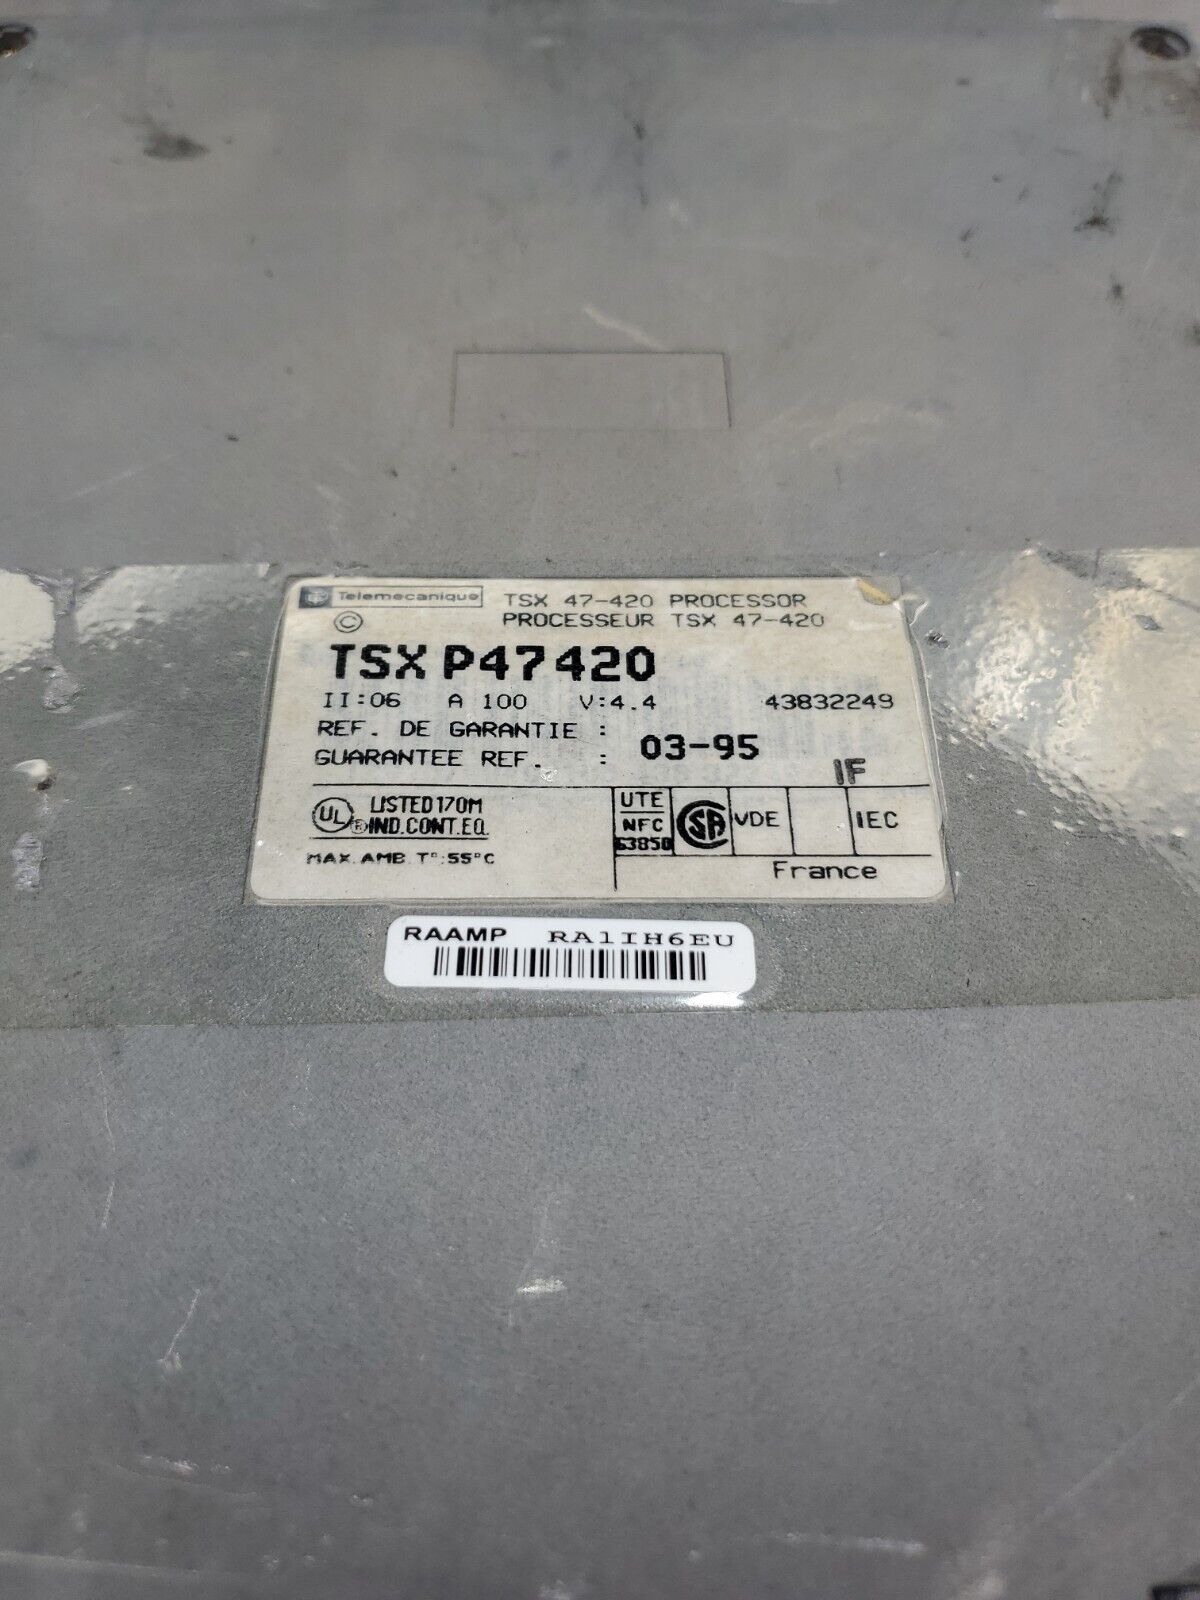 Telemecanique TSX 47-420 PROCESSOR
© PROCESSEUR TSX 47-420
TSX P47420
II:06 A 100 V:4.4 43832249
REF. DE GARANTIE :
GUARANTEE REF. : 03-95
IF
UL ® LISTED 170M
IND.CONT.EQ.
MAX. AMB. T°:55°C
UTE
NFC
63850
SA
VDE
IEC
France
RAAMP RA1IH6EU